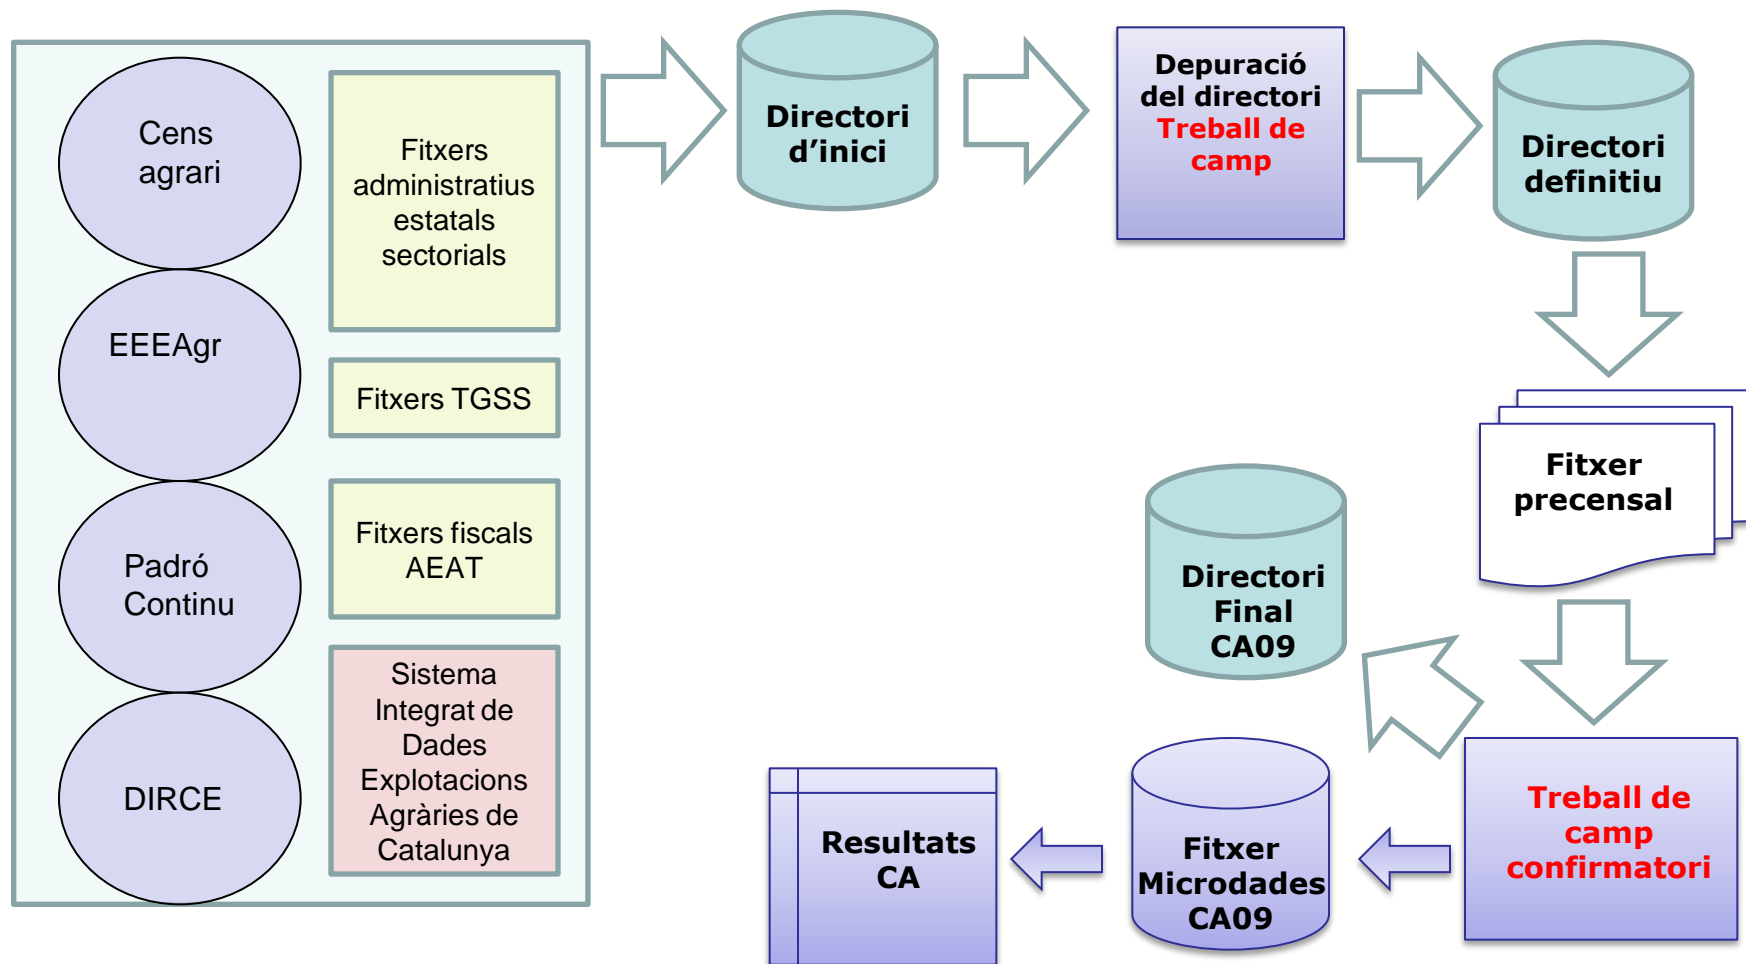 Cens
agrari
EEEAgr
Padró
Continu
DIRCE
Fitxers
administratius
estatals
sectorials
Fitxers TGSS
Fitxers fiscals
AEAT
Sistema
Integrat de
Dades
Explotacions
Agràries de
Catalunya
Directori
d’inici
Depuració
del directori
Treball de
camp
Directori
definitiu
Fitxer
precensal
Directori
Final
CA09
Treball de
camp
confirmatori
Fitxer
Microdades
CA09
Resultats
CA